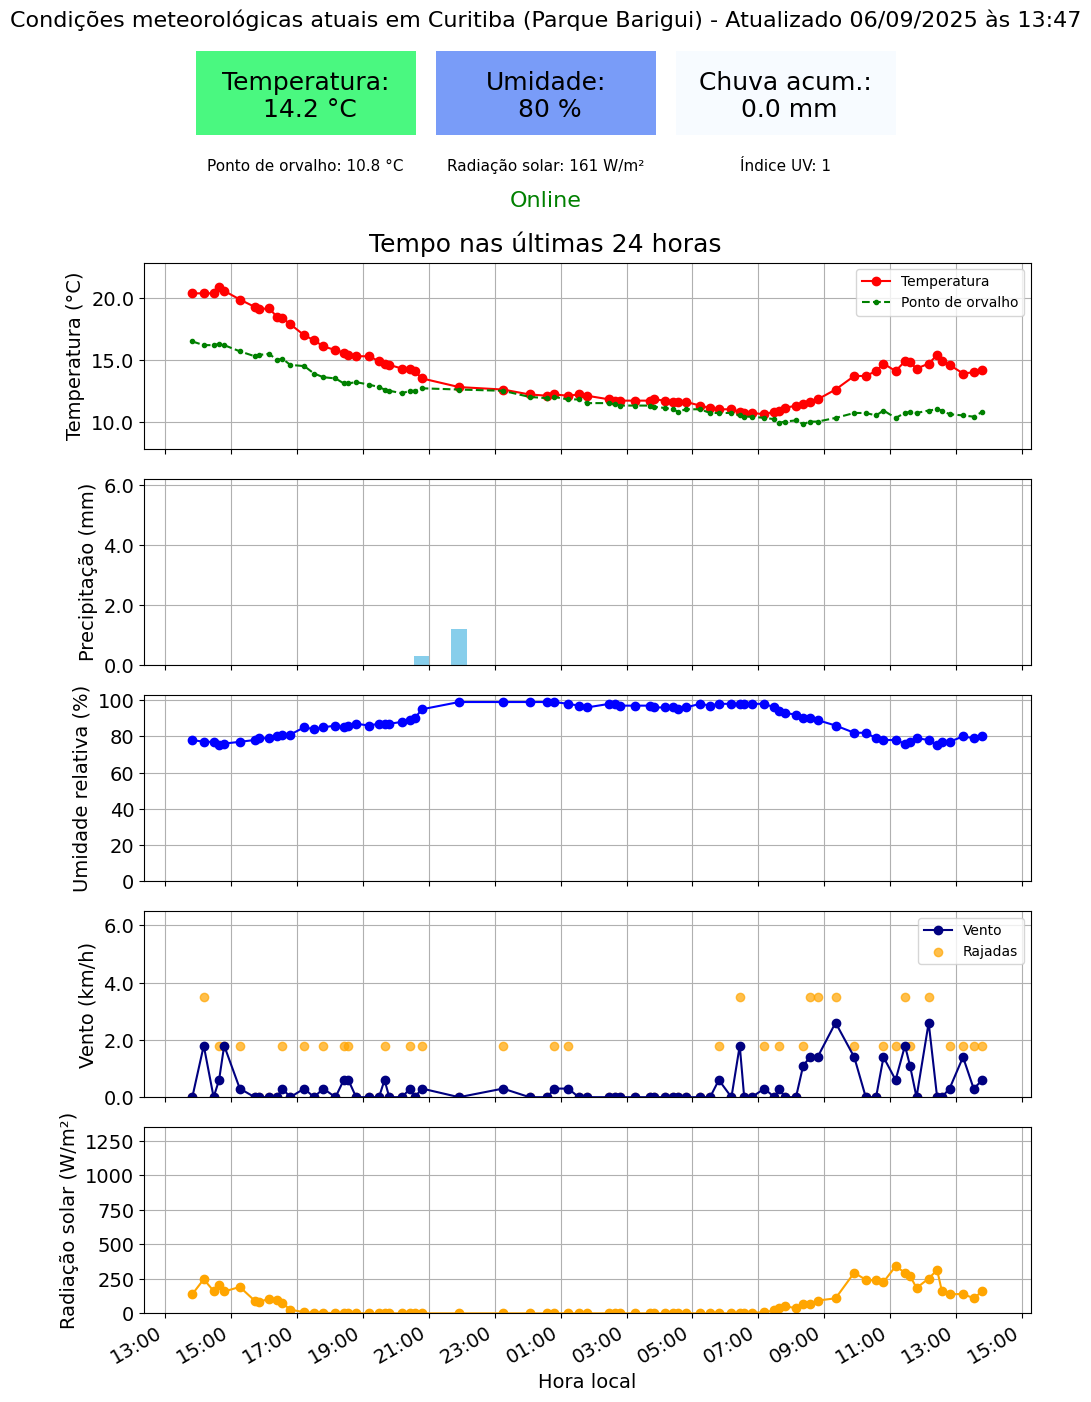 Condições meteorológicas atuais em Curitiba (Parque Barigui) - Atualizado 06/09/2025 às 13:47
Temperatura:
14.2 °C
Umidade:
80 %
Chuva acum.:
0.0 mm
Ponto de orvalho: 10.8 °C
Radiação solar: 161 W/m²
Índice UV: 1
Online
Tempo nas últimas 24 horas
Temperatura (°C)
20.0
15.0
10.0
Temperatura
Ponto de orvalho
Precipitação (mm)
6.0
4.0
2.0
0.0
Umidade relativa (%)
100
80
60
40
20
0
Vento (km/h)
6.0
4.0
2.0
0.0
Vento
Rajadas
Radiação solar (W/m²)
1250
1000
750
500
250
0
13:00
15:00
17:00
19:00
21:00
23:00
01:00
03:00
05:00
07:00
09:00
11:00
13:00
15:00
Hora local